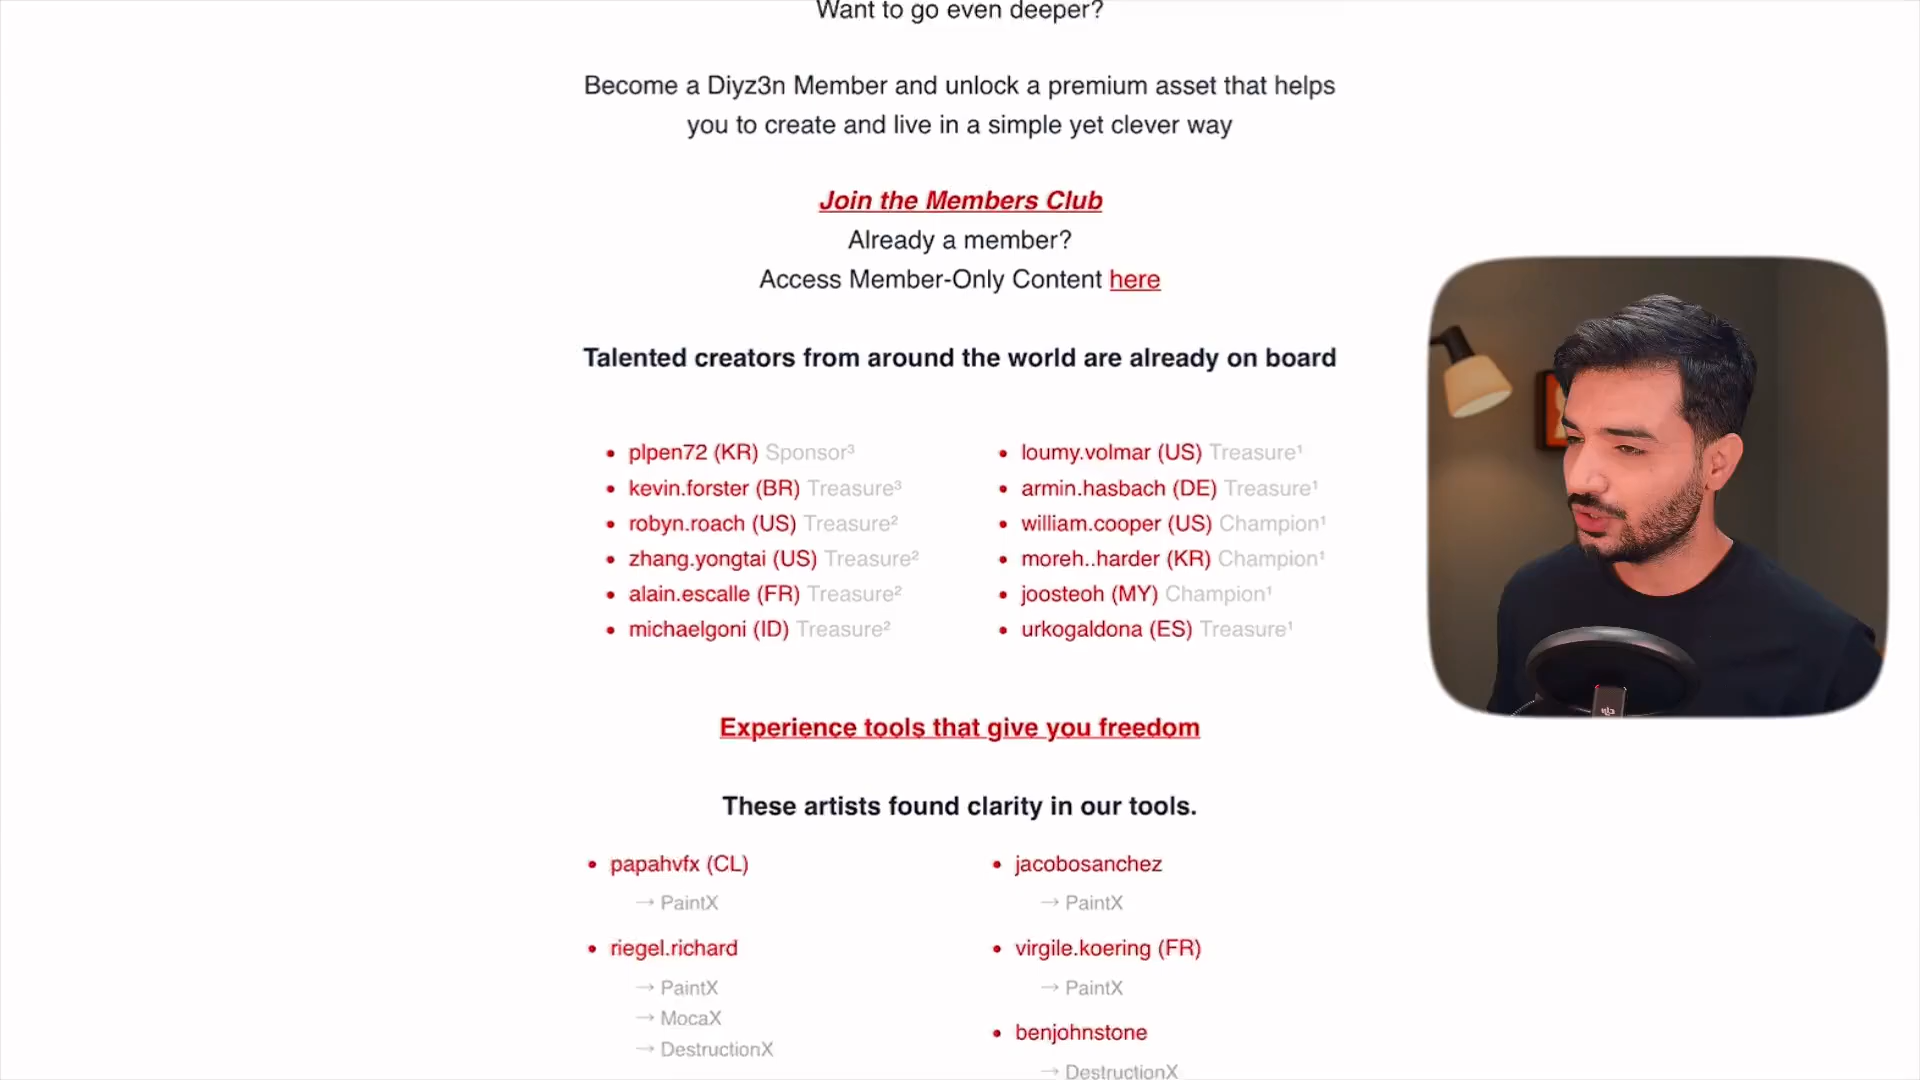 Want to go even deeper?
Become a Diyz3n Member and unlock a premium asset that helps
you to create and live in a simple yet clever way
Join the Members Club
Already a member?
Access Member-Only Content here
Talented creators from around the world are already on board
• plpen72 (KR) Sponsor³
• kevin.forster (BR) Treasure³
• robyn.roach (US) Treasure²
• zhang.yongtai (US) Treasure²
• alain.escalle (FR) Treasure²
• michaelgoni (ID) Treasure²
• loumy.volmar (US) Treasure¹
• armin.hasbach (DE) Treasure¹
• william.cooper (US) Champion¹
• moreh..harder (KR) Champion¹
• joosteoh (MY) Champion¹
• urkogaldona (ES) Treasure¹
Experience tools that give you freedom
These artists found clarity in our tools.
• papahvfx (CL)
→ PaintX
• riegel.richard
→ PaintX
→ MocaX
→ DestructionX
• jacobosanchez
→ PaintX
• virgile.koering (FR)
→ PaintX
• benjohnstone
→ DestructionX
dji